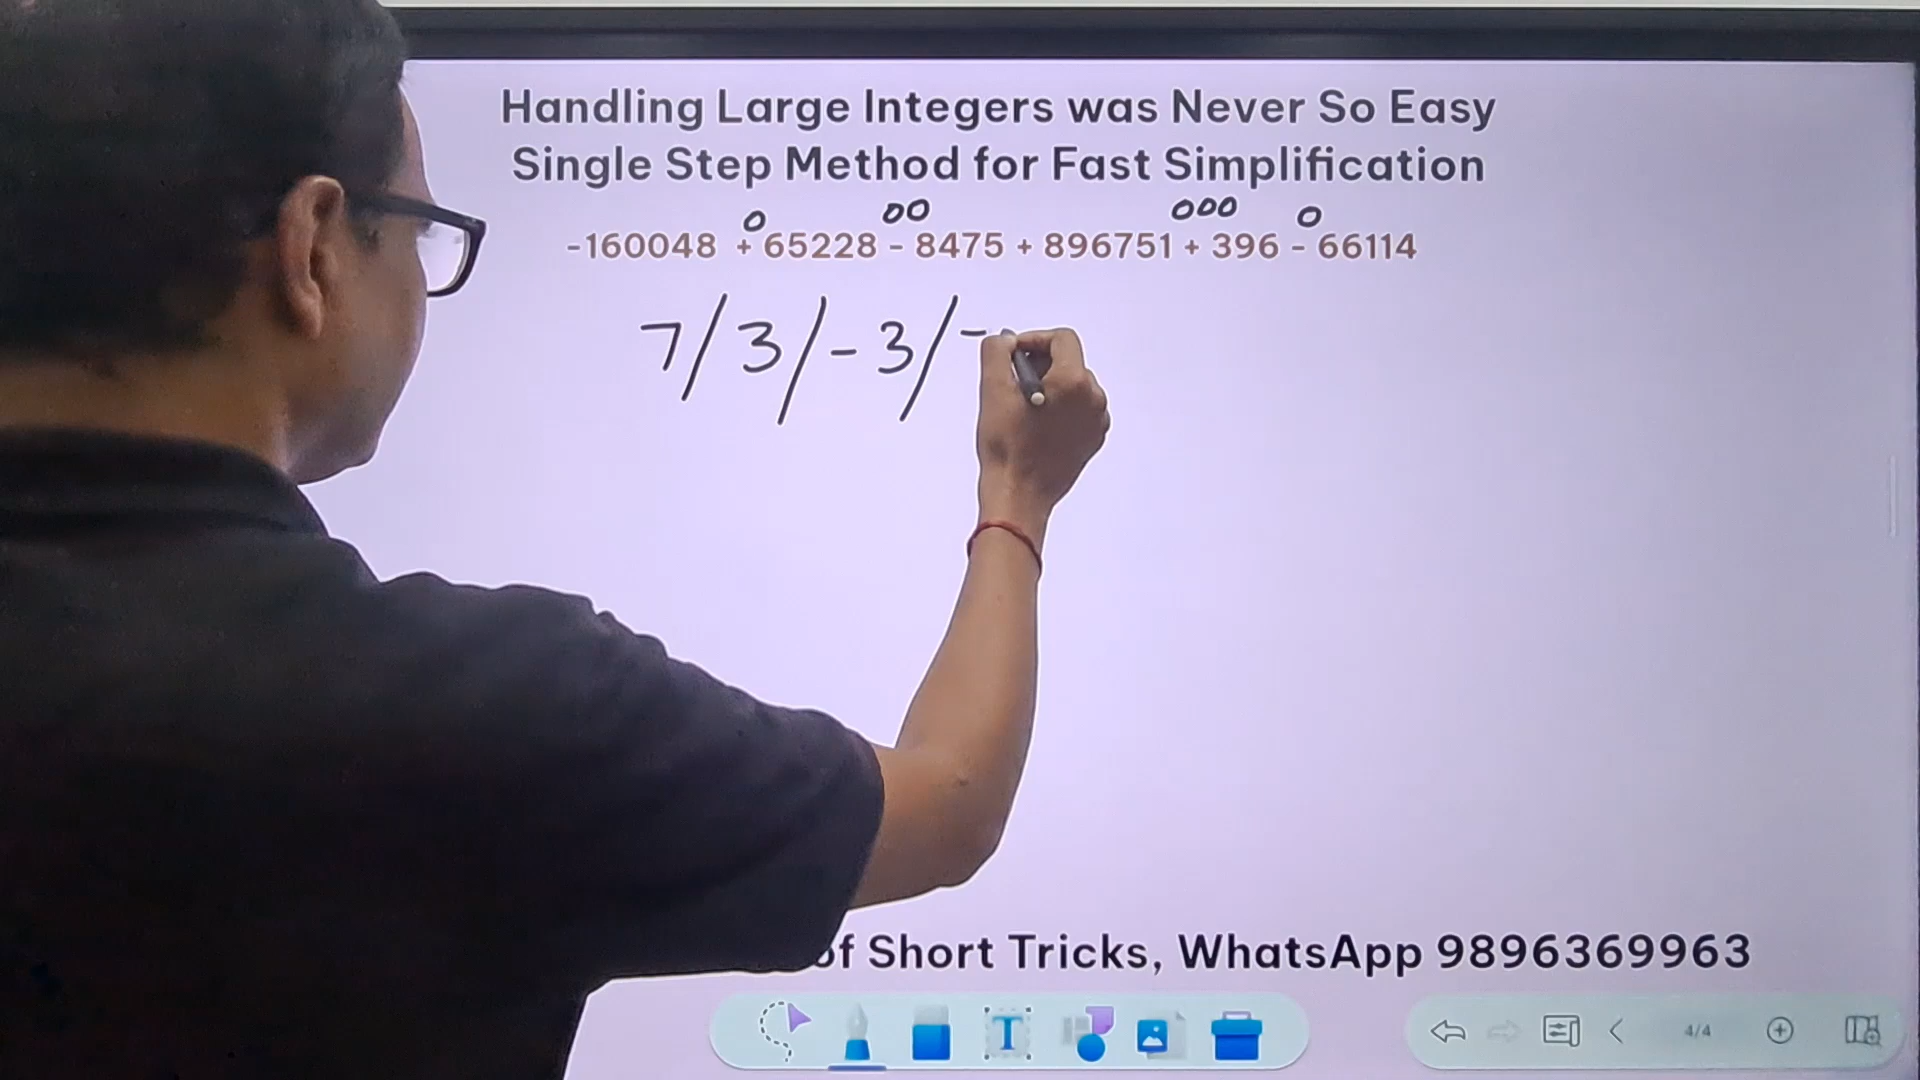 Handling Large Integers was Never So Easy
Single Step Method for Fast Simplification
0 00 000 0
-160048 + 65228 - 8475 + 896751 + 396 - 66114
7/3/-3/-
of Short Tricks, WhatsApp 9896369963
T
4/4